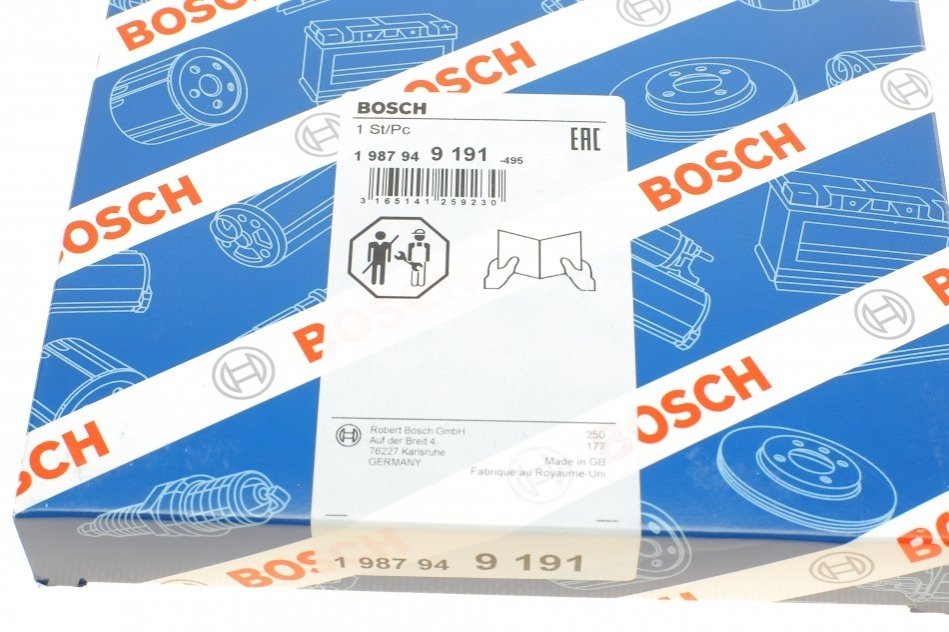 BOSCH
BOSCH
BOSCH
BOSCH
BOSCH
1 St/Pc
EAC
1 987 94 9 191 -495
3 165141 259230
BOSCH
BOSCH
BOSCH
Robert Bosch GmbH
Auf der Breit 4
76227 Karlsruhe
GERMANY
250
177
Made in GB
Fabrique au Royaume-Uni
BOSCH
1 987 94 9 191